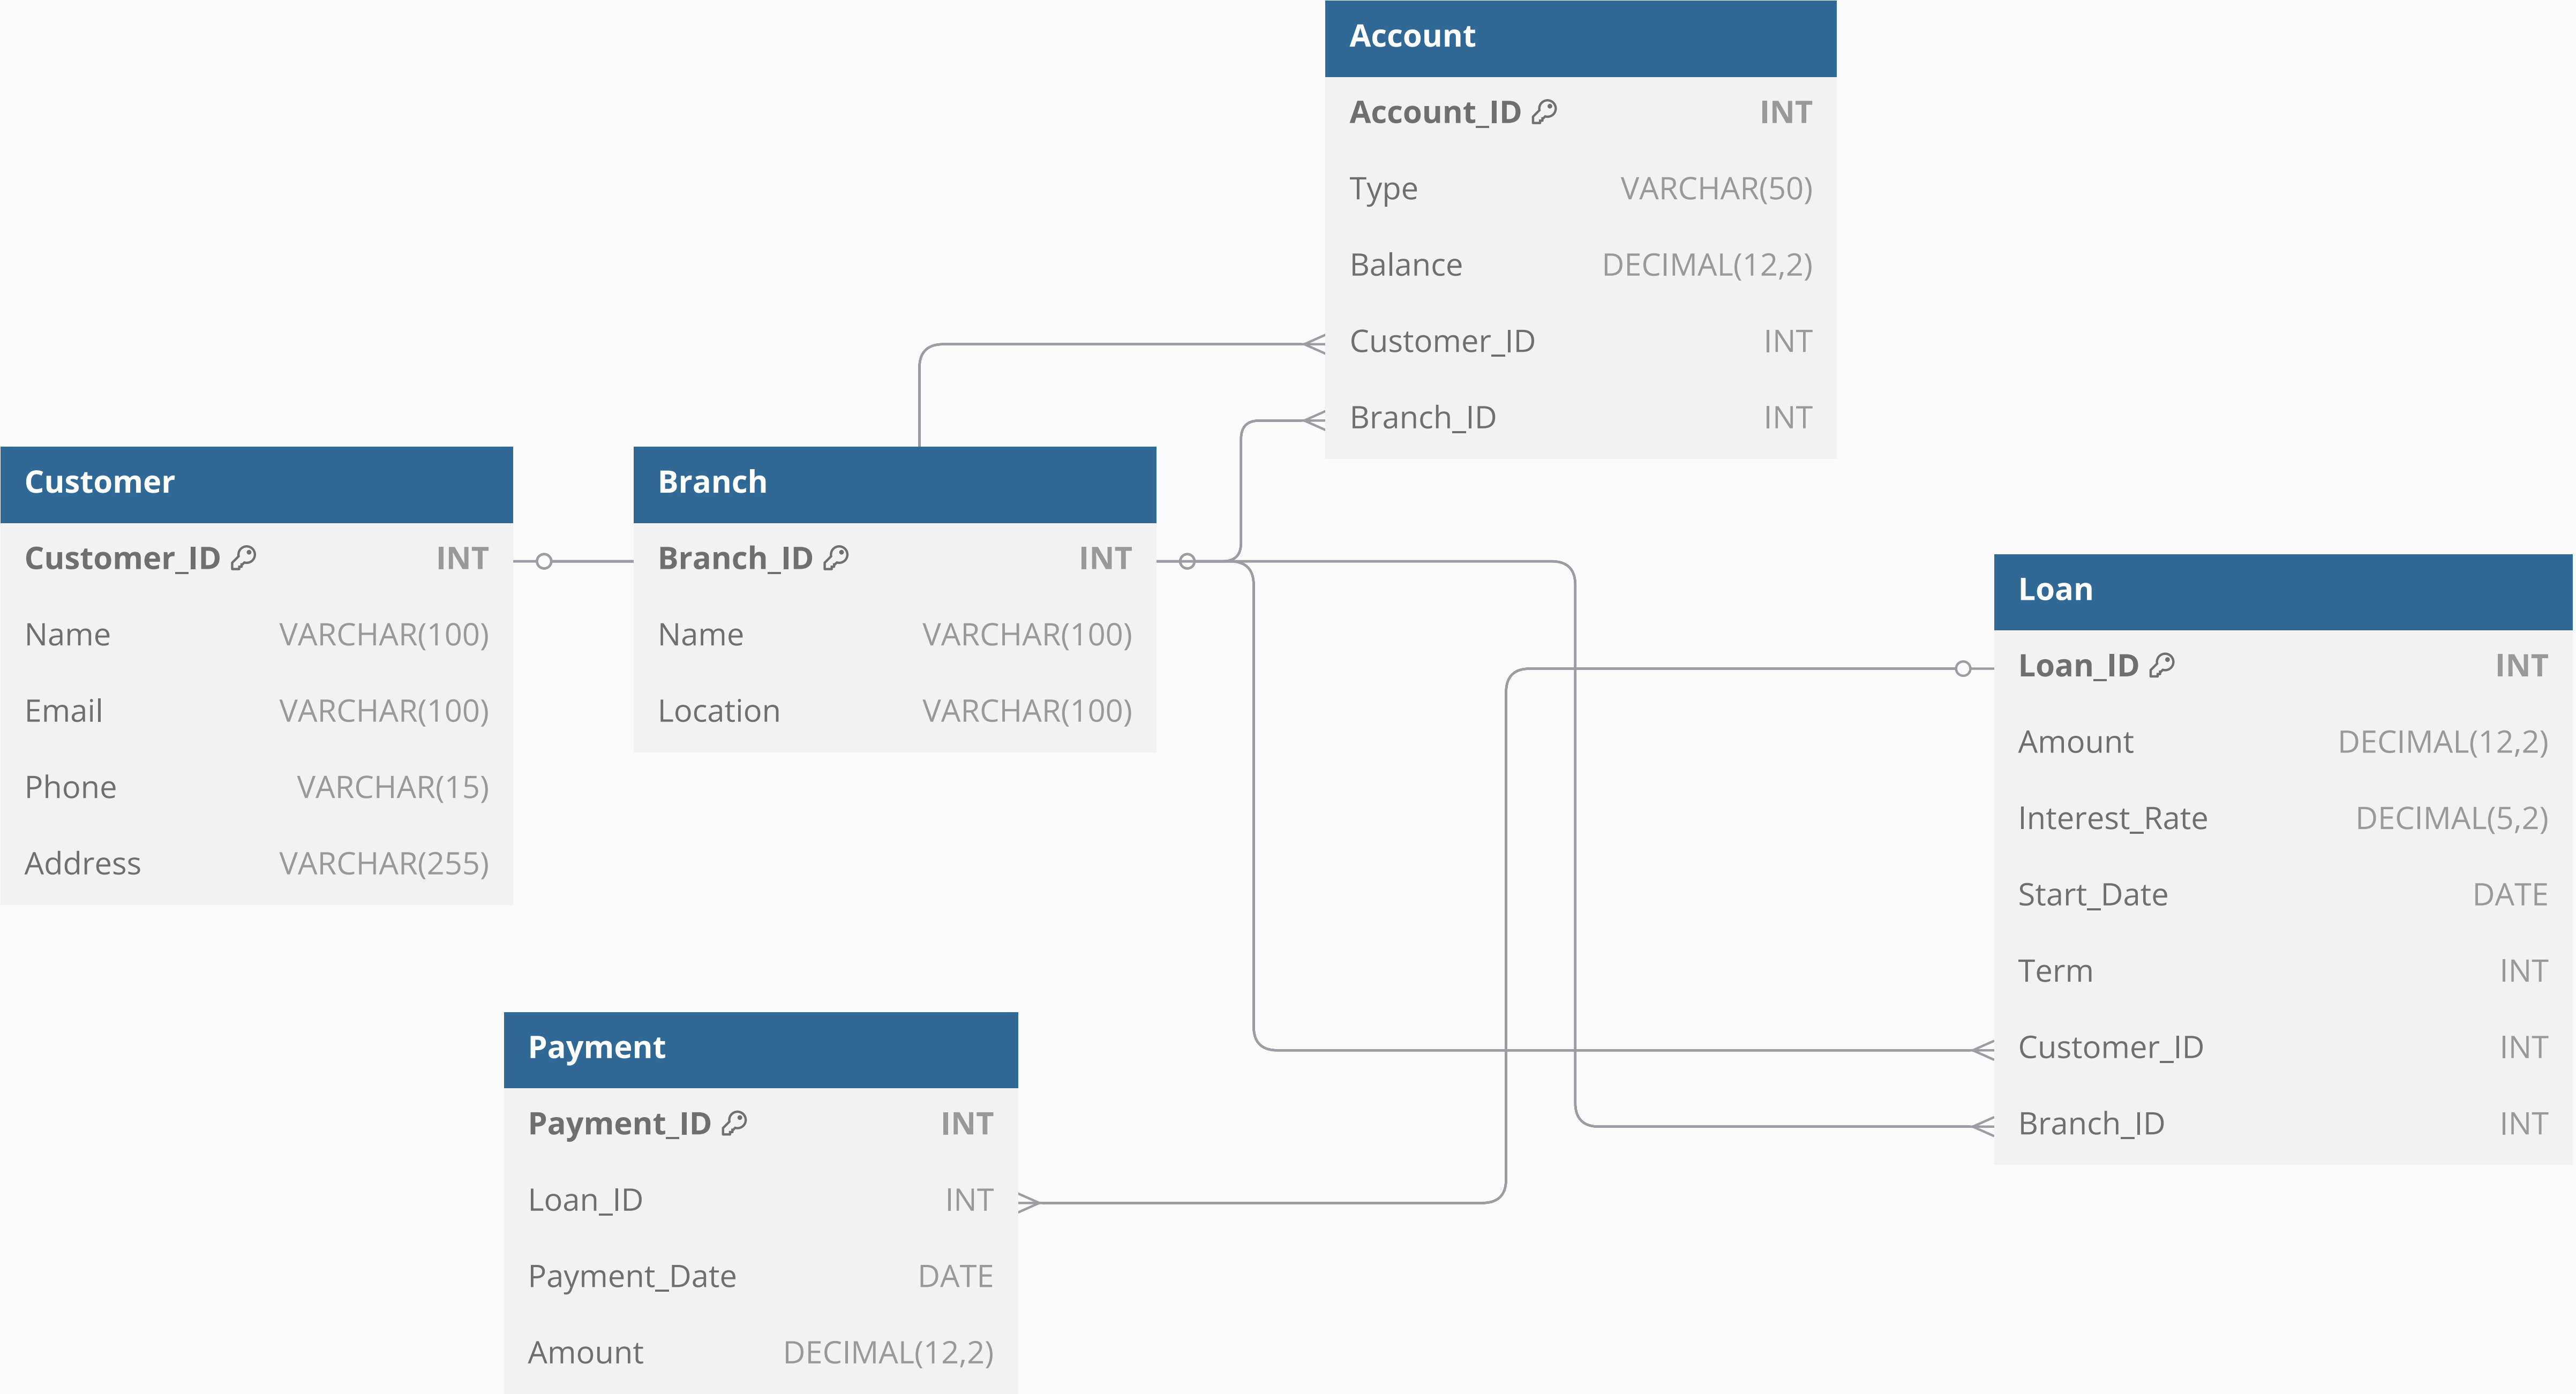 Account
Account_ID INT
Type VARCHAR(50)
Balance DECIMAL(12,2)
Customer_ID INT
Branch_ID INT
Customer
Customer_ID INT
Name VARCHAR(100)
Email VARCHAR(100)
Phone VARCHAR(15)
Address VARCHAR(255)
Branch
Branch_ID INT
Name VARCHAR(100)
Location VARCHAR(100)
Loan
Loan_ID INT
Amount DECIMAL(12,2)
Interest_Rate DECIMAL(5,2)
Start_Date DATE
Term INT
Customer_ID INT
Branch_ID INT
Payment
Payment_ID INT
Loan_ID INT
Payment_Date DATE
Amount DECIMAL(12,2)